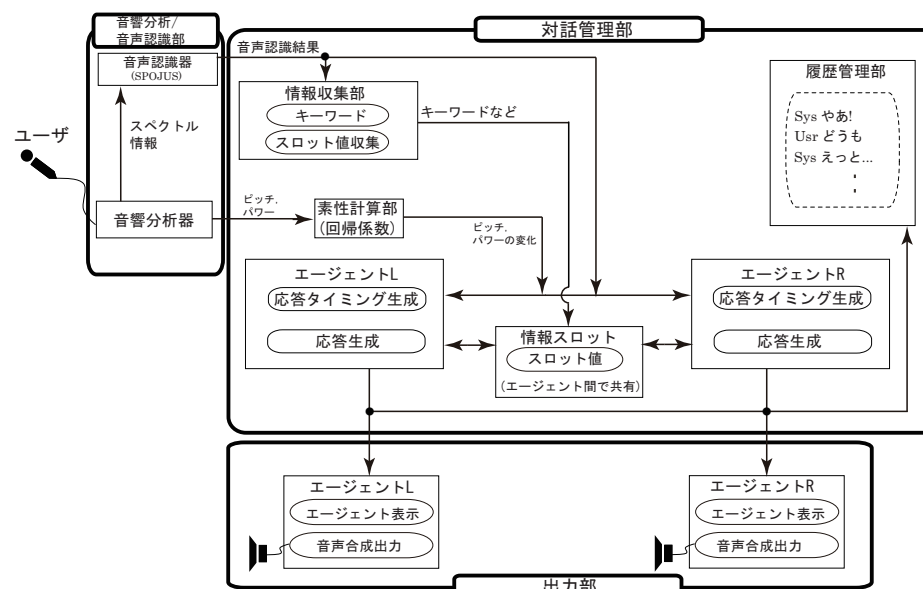 音響分析/
音声認識部
対話管理部
音声認識器
(SPOJUS)
音声認識結果
履歴管理部
情報収集部
キーワード
スロット値収集
キーワードなど
Sys やあ!
Usr どうも
Sys えっと...
スペクトル
情報
ユーザ
音響分析器
ピッチ,
パワー
素性計算部
(回帰係数)
ピッチ,
パワーの変化
エージェントL
応答タイミング生成
応答生成
エージェントR
応答タイミング生成
応答生成
情報スロット
スロット値
(エージェント間で共有)
エージェントL
エージェント表示
音声合成出力
エージェントR
エージェント表示
音声合成出力
出力部